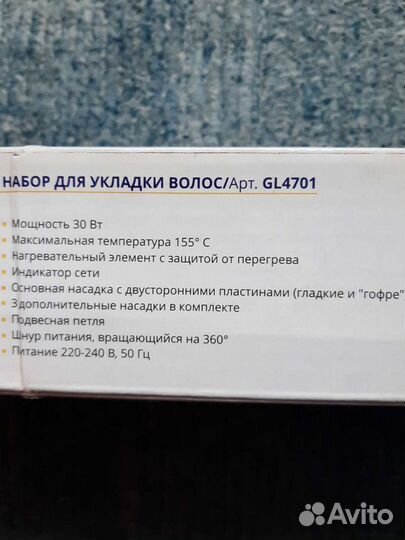 НАБОР ДЛЯ УКЛАДКИ ВОЛОС/Арт. GL4701
Мощность 30 Вт
Максимальная температура 155° C
Нагревательный элемент с защитой от перегрева
Индикатор сети
Основная насадка с двусторонними пластинами (гладкие и "гофре"
3 дополнительные насадки в комплекте
Подвесная петля
Шнур питания, вращающийся на 360°
Питание 220-240 В, 50 Гц
Avito